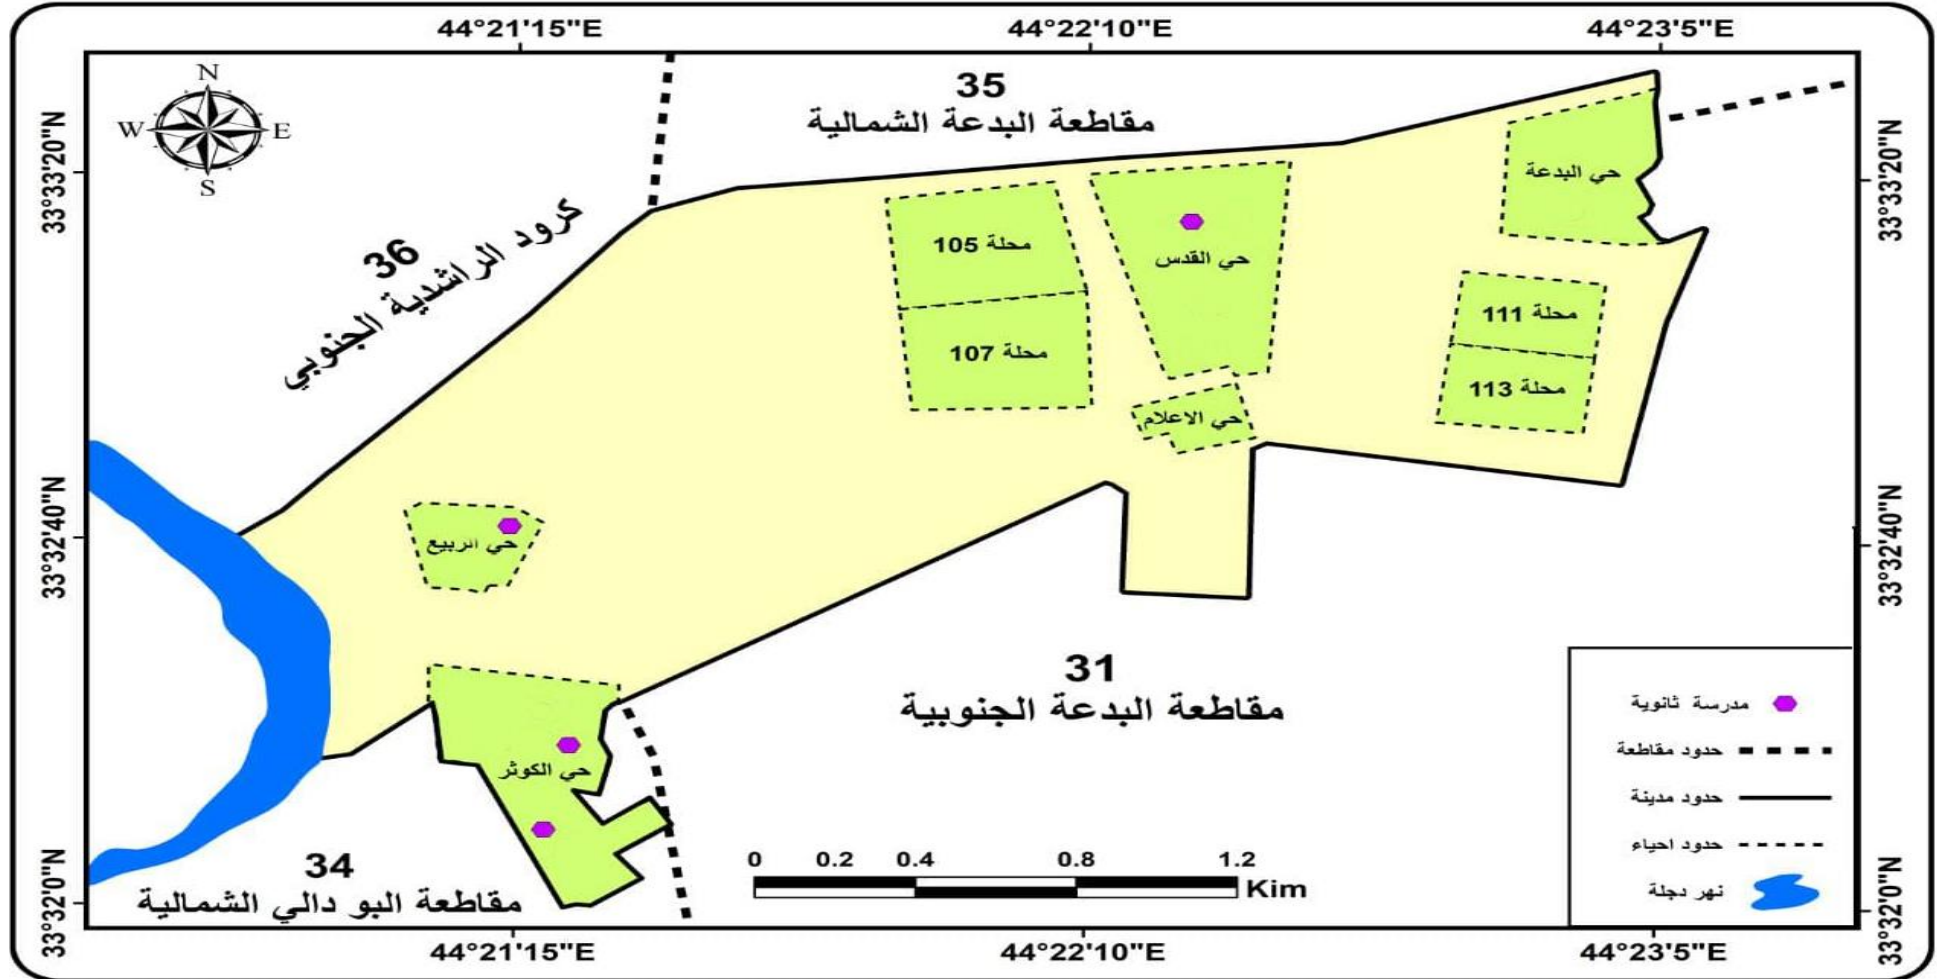 44°21'15"E
44°22'10"E
44°23'5"E
N
W
E
S
33°33'20"N
33°33'20"N
35
مقاطعة البدعة الشمالية
36
كرود الراشدية الجنوبي
حي البدعة
محلة 105
حي القدس
محلة 107
محلة 111
محلة 113
حي الاعلام
33°32'40"N
33°32'40"N
حي الربيع
31
مقاطعة البدعة الجنوبية
حي الكوثر
34
مقاطعة البو دالي الشمالية
0 0.2 0.4 0.8 1.2
Kim
مدرسة ثانوية
حدود مقاطعة
حدود مدينة
حدود احياء
نهر دجلة
33°32'0"N
33°32'0"N
44°21'15"E
44°22'10"E
44°23'5"E